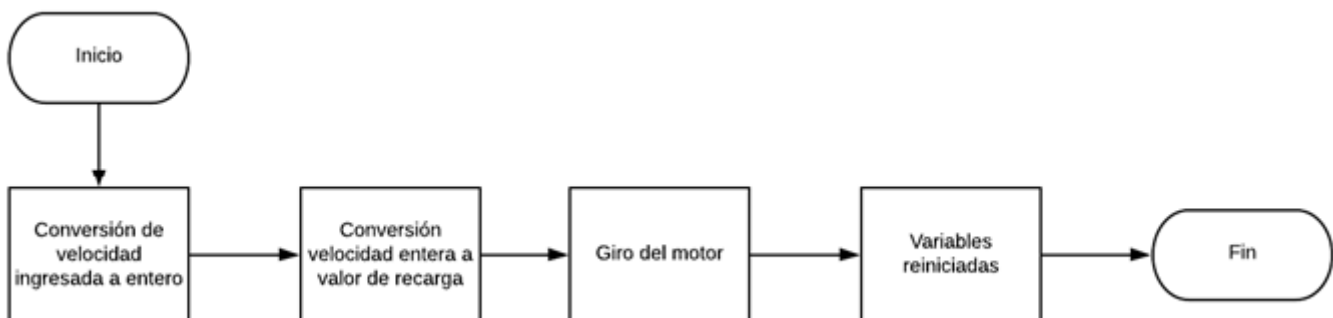 Inicio
Conversión de
velocidad
ingresada a entero
Conversión
velocidad entera a
valor de recarga
Giro del motor
Variables
reiniciadas
Fin